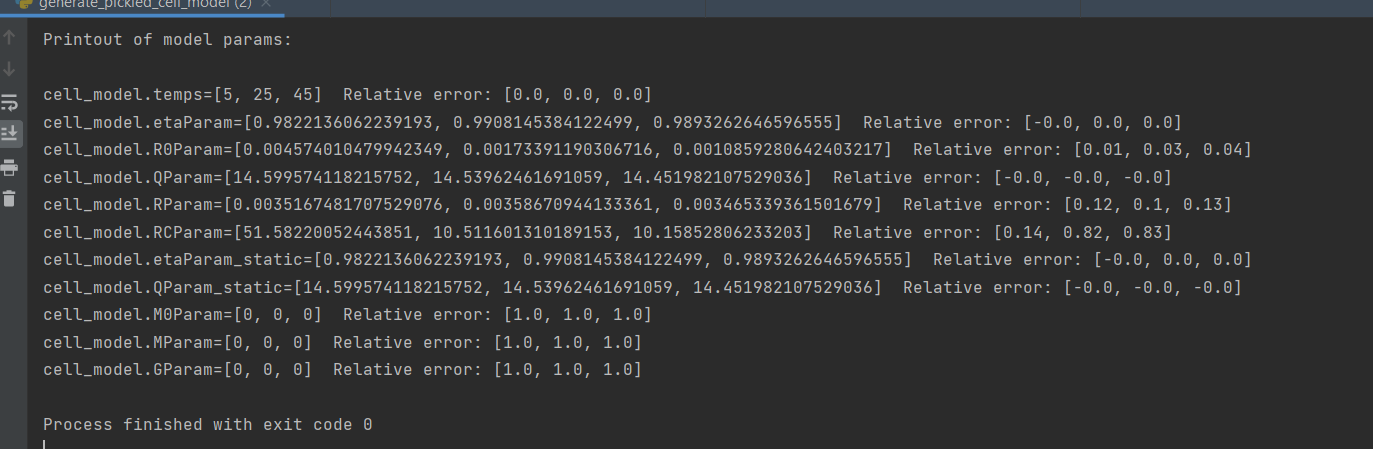 generate_pickled_cell_model (2) ×
Printout of model params:
cell_model.temps=[5, 25, 45]  Relative error: [0.0, 0.0, 0.0]
cell_model.etaParam=[0.9822136062239193, 0.9908145384122499, 0.9893262646596555]  Relative error: [-0.0, 0.0, 0.0]
cell_model.R0Param=[0.004574010479942349, 0.00173391190306716, 0.0010859280642403217]  Relative error: [0.01, 0.03, 0.04]
cell_model.QParam=[14.599574118215752, 14.53962461691059, 14.451982107529036]  Relative error: [-0.0, -0.0, -0.0]
cell_model.RParam=[0.0035167481707529076, 0.00358670944133361, 0.003465339361501679]  Relative error: [0.12, 0.1, 0.13]
cell_model.RCParam=[51.58220052443851, 10.511601310189153, 10.15852806233203]  Relative error: [0.14, 0.82, 0.83]
cell_model.etaParam_static=[0.9822136062239193, 0.9908145384122499, 0.9893262646596555]  Relative error: [-0.0, 0.0, 0.0]
cell_model.QParam_static=[14.599574118215752, 14.53962461691059, 14.451982107529036]  Relative error: [-0.0, -0.0, -0.0]
cell_model.M0Param=[0, 0, 0]  Relative error: [1.0, 1.0, 1.0]
cell_model.MParam=[0, 0, 0]  Relative error: [1.0, 1.0, 1.0]
cell_model.GParam=[0, 0, 0]  Relative error: [1.0, 1.0, 1.0]
Process finished with exit code 0